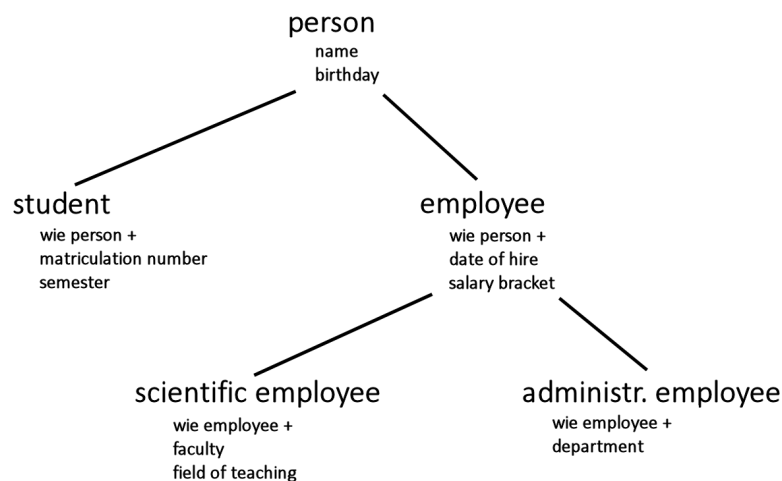 person
name
birthday
student
wie person +
matriculation number
semester
employee
wie person +
date of hire
salary bracket
scientific employee
wie employee +
faculty
field of teaching
administr. employee
wie employee +
department